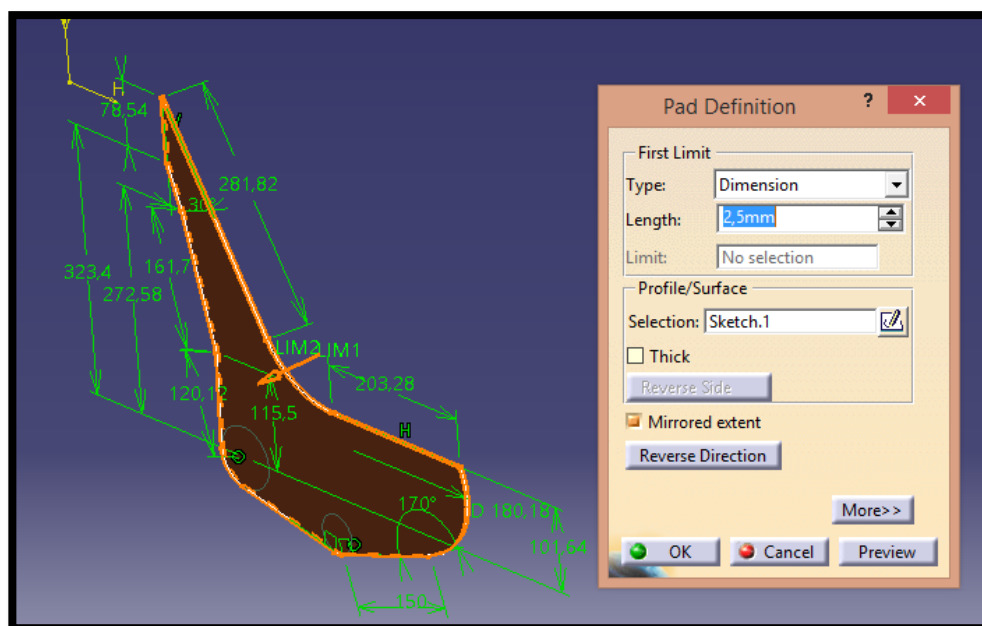 H
78,54
281,82
30°
161,7
323,4
272,58
LIM2
LIM1
203,28
120,12
115,5
H
170°
D 180,18
101,64
150
Pad Definition
?
×
First Limit
Type:
Dimension
Length:
2,5mm
Limit:
No selection
Profile/Surface
Selection:
Sketch.1
Thick
Reverse Side
Mirrored extent
Reverse Direction
More>>
OK
Cancel
Preview